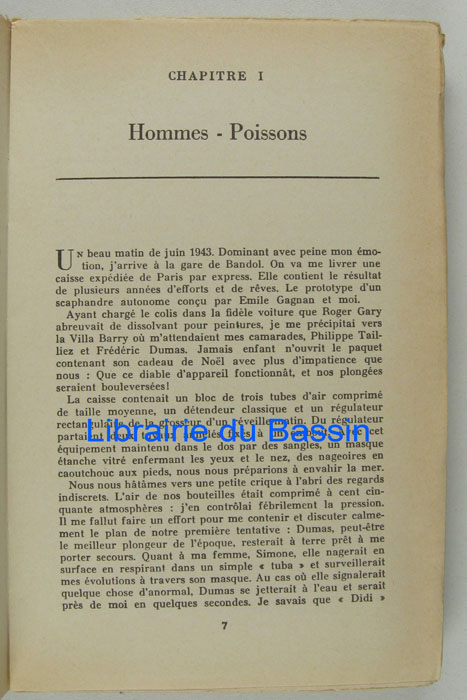 CHAPITRE I
Hommes - Poissons
UN beau matin de juin 1943. Dominant avec peine mon émo-
tion, j'arrive à la gare de Bandol. On va me livrer une
caisse expédiée de Paris par express. Elle contient le résultat
de plusieurs années d'efforts et de rêves. Le prototype d'un
scaphandre autonome conçu par Emile Gagnan et moi.
Ayant chargé le colis dans la fidèle voiture que Roger Gary
abreuvait de dissolvant pour peintures, je me précipitai vers
la Villa Barry où m'attendaient mes camarades, Philippe Tail-
liez et Frédéric Dumas. Jamais enfant n'ouvrit le paquet
contenant son cadeau de Noël avec plus d'impatience que
nous : Que ce diable d'appareil fonctionnât, et nos plongées
seraient bouleversées !
La caisse contenait un bloc de trois tubes d'air comprimé
de taille moyenne, un détendeur classique et un régulateur
rectangulaire de la grosseur d'un réveille-matin. Du régulateur
partaient deux tuyaux fixés à cet
Librairie du Bassin
équipement maintenu dans le dos par des sangles, un masque
étanche vitré enfermant les yeux et le nez, des nageoires en
caoutchouc aux pieds, nous nous préparions à envahir la mer.
Nous nous hâtâmes vers une petite crique à l'abri des regards
indiscrets. L'air de nos bouteilles était comprimé à cent cin-
quante atmosphères : j'en contrôlai fébrilement la pression.
Il me fallut faire un effort pour me contenir et discuter calme-
ment le plan de notre première tentative : Dumas, peut-être
le meilleur plongeur de l'époque, resterait à terre prêt à me
porter secours. Quant à ma femme, Simone, elle nagerait en
surface en respirant dans un simple « tuba » et surveillerait
mes évolutions à travers son masque. Au cas où elle signalerait
quelque chose d'anormal, Dumas se jetterait à l'eau et serait
près de moi en quelques secondes. Je savais que « Didi »
7